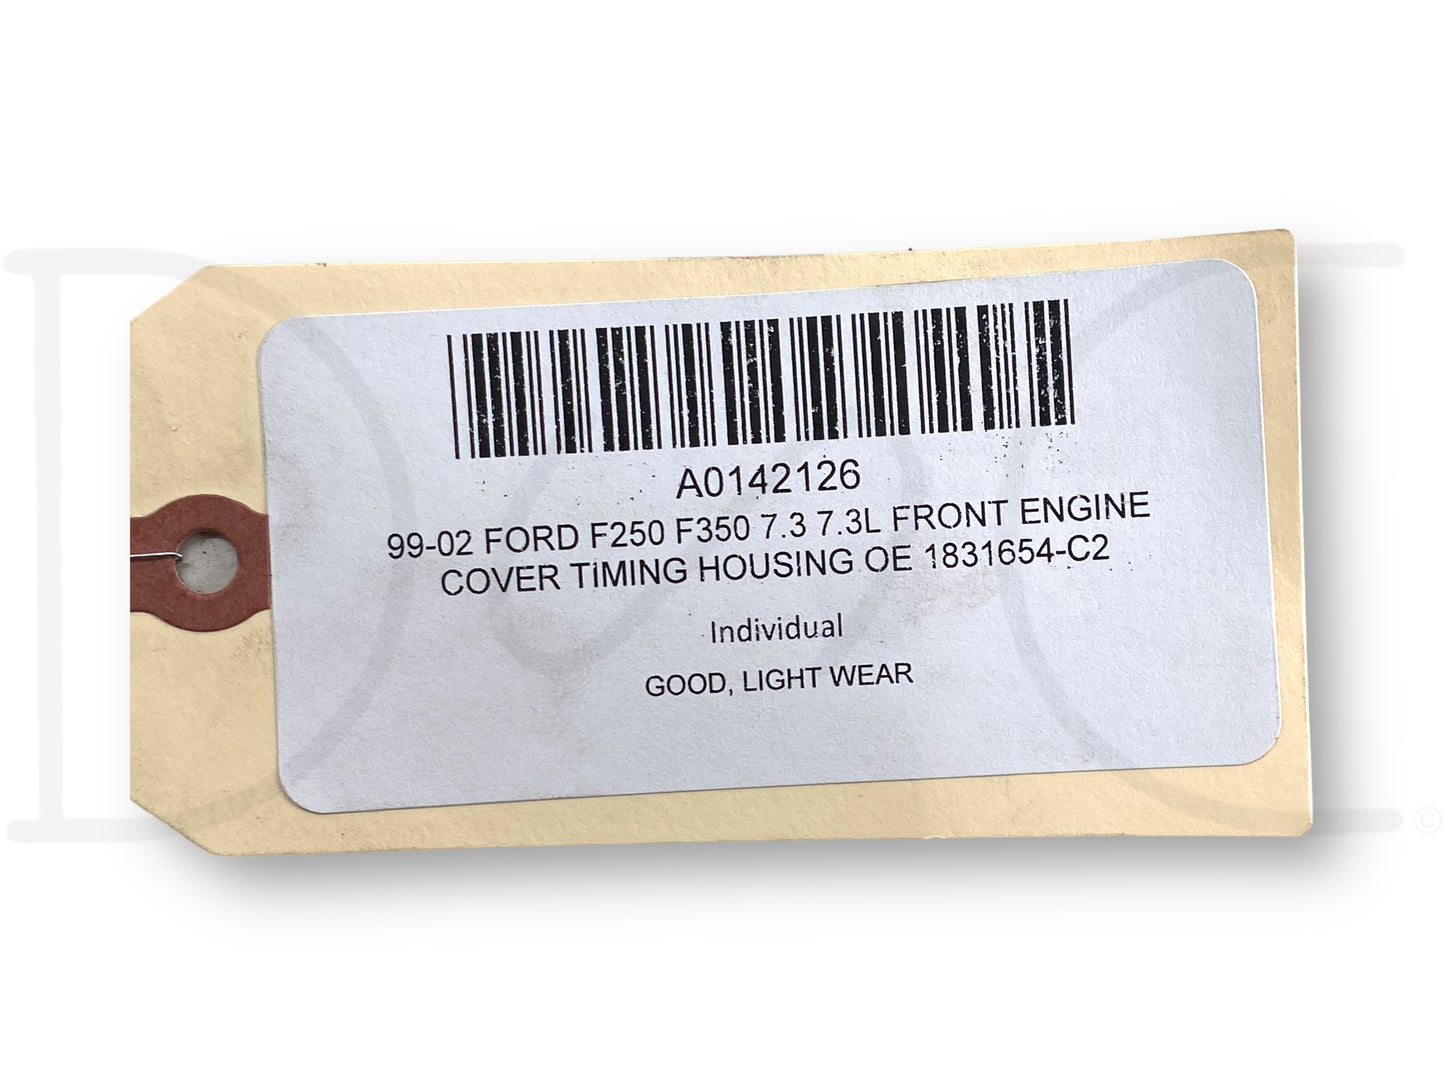 A0142126
99-02 FORD F250 F350 7.3 7.3L FRONT ENGINE
COVER TIMING HOUSING OE 1831654-C2
Individual
GOOD, LIGHT WEAR
©